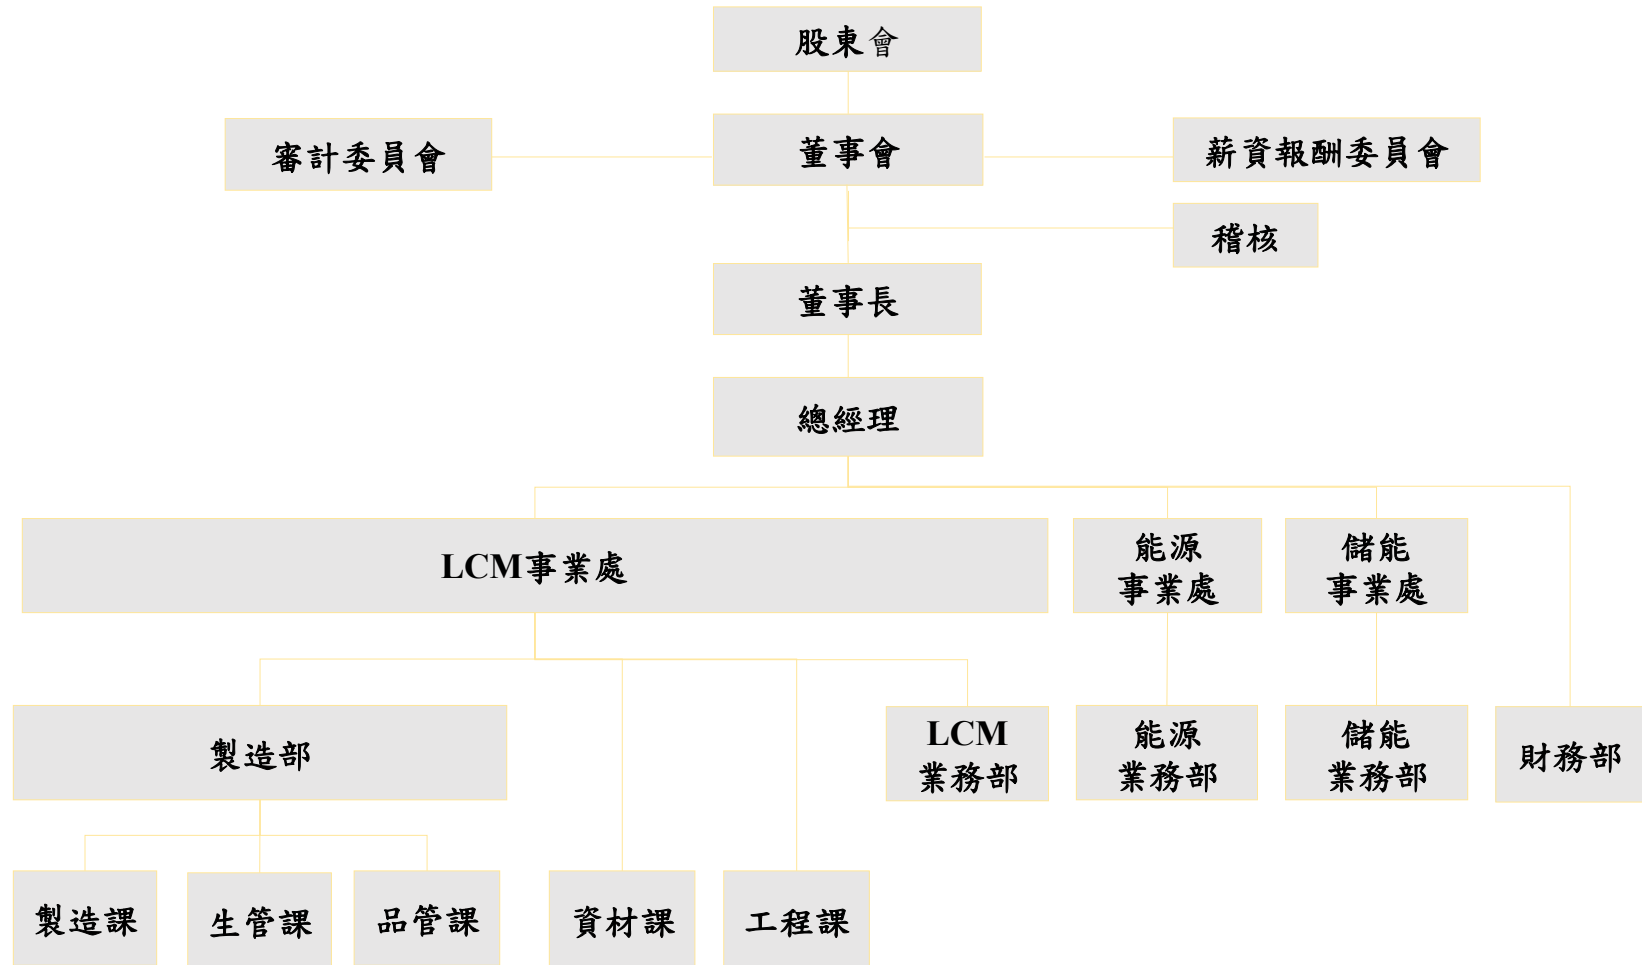 股東會
審計委員會
董事會
薪資報酬委員會
稽核
董事長
總經理
LCM事業處
能源
事業處
儲能
事業處
製造部
LCM
業務部
能源
業務部
儲能
業務部
財務部
製造課
生管課
品管課
資材課
工程課